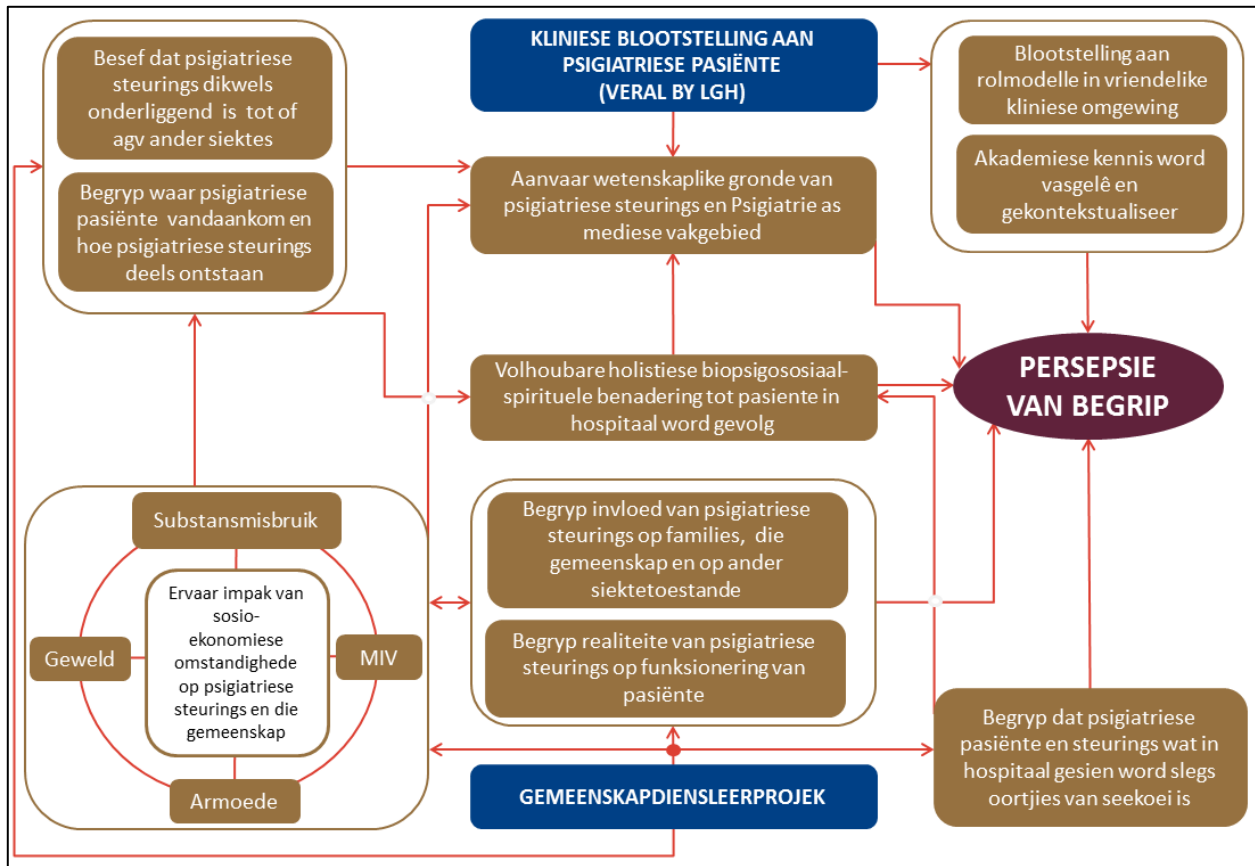 Besef dat psigiatriese
steurings dikwels
onderliggend is tot of
agv ander siektes
Begryp waar psigiatriese
pasiënte vandaankom en
hoe psigiatriese steurings
deels ontstaan
KLINIESE BLOOTSTELLING AAN
PSIGIATRIESE PASIËNTE
(VERAL BY LGH)
Blootstelling aan
rolmodelle in vriendelike
kliniese omgewing
Akademiese kennis word
vasgelê en
gekontekstualiseer
Aanvaar wetenskaplike gronde van
psigiatriese steurings en Psigiatrie as
mediese vakgebied
Volhoubare holistiese biopsigososiaal-
spirituele benadering tot pasiente in
hospitaal word gevolg
PERSEPSIE
VAN BEGRIP
Substansmisbruik
Geweld
Ervaar impak van
sosio-
ekonomiese
omstandighede
op psigiatriese
steurings en die
gemeenskap
MIV
Armoede
Begryp invloed van psigiatriese
steurings op families, die
gemeenskap en op ander
siektetoestande
Begryp realiteite van psigiatriese
steurings op funksionering van
pasiënte
GEMEENSKAPDIENSLEERPROJEK
Begryp dat psigiatriese
pasiënte en steurings wat in
hospitaal gesien word slegs
oortjies van seekoei is